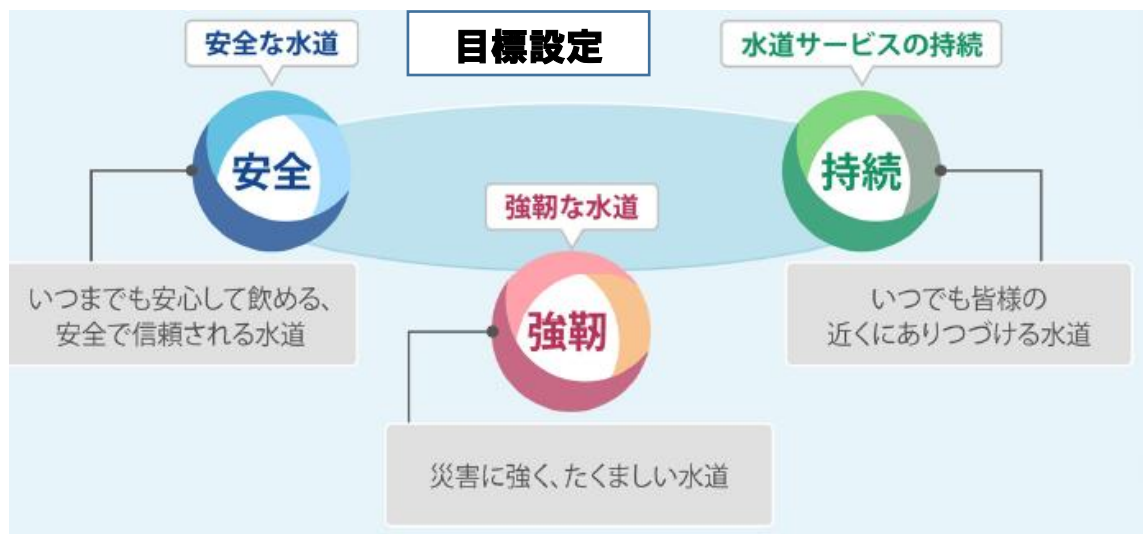 目標設定
安全な水道
安全
いつまでも安心して飲める、
安全で信頼される水道
強靭な水道
強靭
災害に強く、たくましい水道
水道サービスの持続
持続
いつでも皆様の
近くにありつづける水道